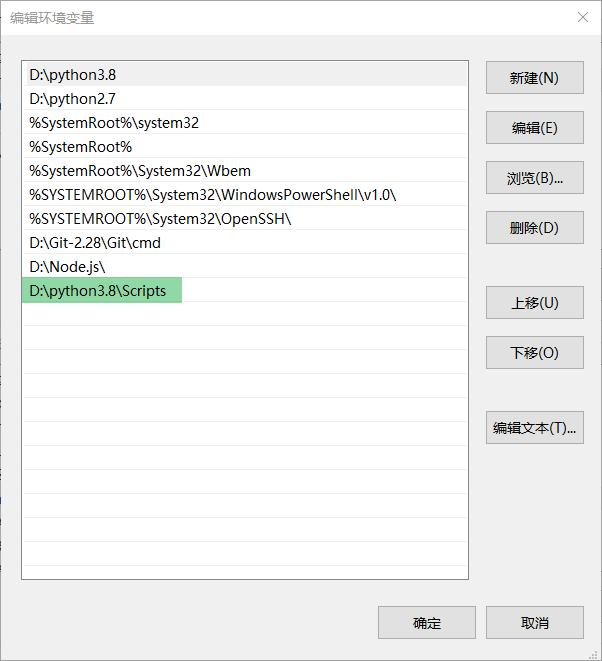 编辑环境变量
D:\python3.8
D:\python2.7
%SystemRoot%\system32
%SystemRoot%
%SystemRoot%\System32\Wbem
%SYSTEMROOT%\System32\WindowsPowerShell\v1.0\
%SYSTEMROOT%\System32\OpenSSH\
D:\Git-2.28\Git\cmd
D:\Node.js\
D:\python3.8\Scripts
新建(N)
编辑(E)
浏览(B)...
删除(D)
上移(U)
下移(O)
编辑文本(T)...
确定
取消